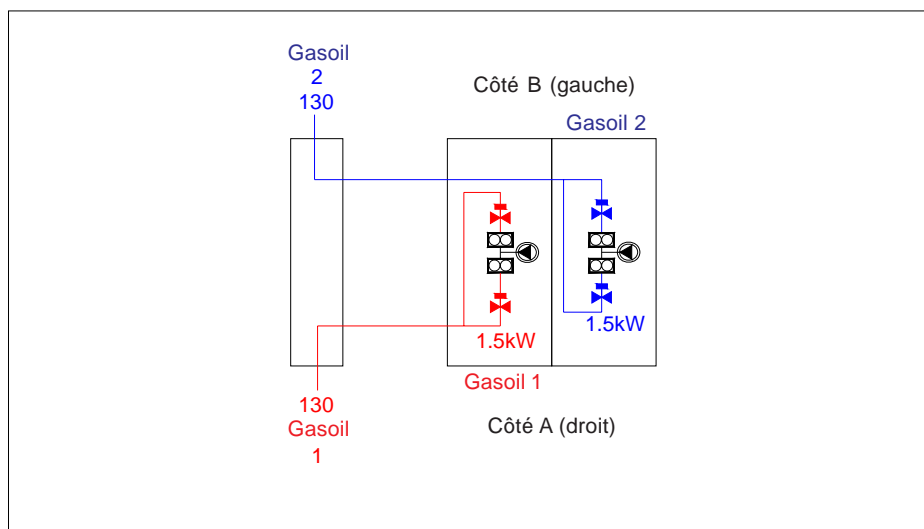 Gasoil
2
130
Côté B (gauche)
Gasoil 2
1.5kW
1.5kW
Gasoil 1
130
Gasoil
1
Côté A (droit)